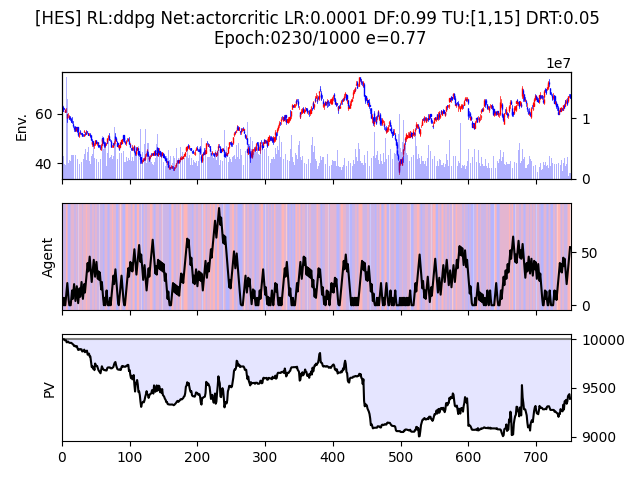 [HES] RL:ddpg Net:actorcritic LR:0.0001 DF:0.99 TU:[1,15] DRT:0.05
Epoch:0230/1000 e=0.77
1e7
Env.
60
40
1
0
Agent
50
0
PV
10000
9500
9000
0 100 200 300 400 500 600 700